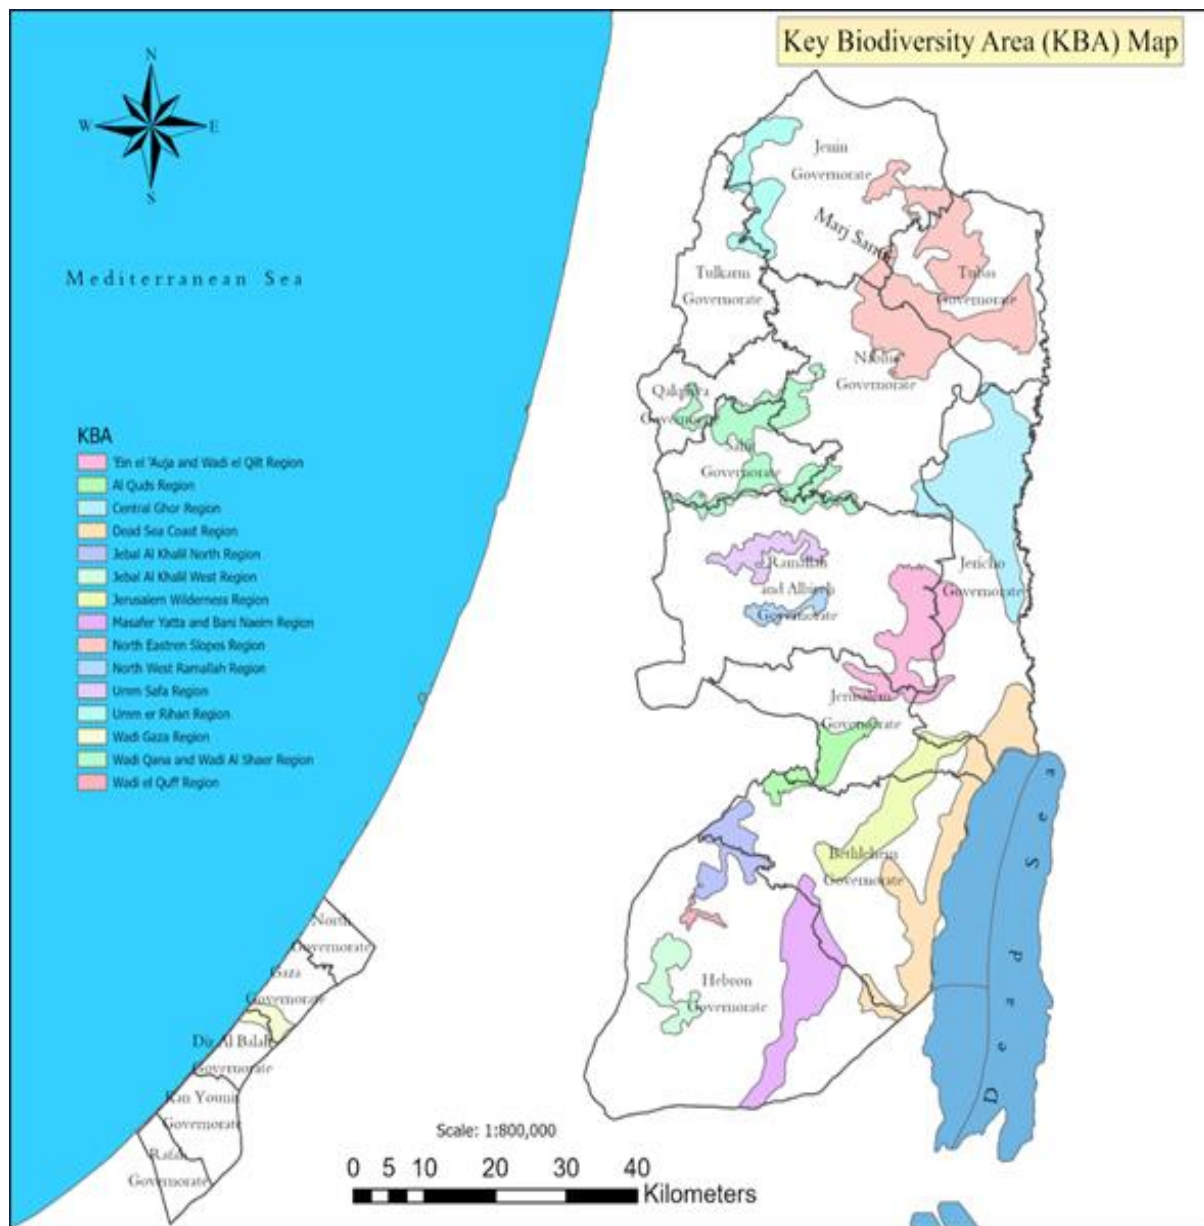 Key Biodiversity Area (KBA) Map
N
W E
S
Mediterranean Sea
Jenin
Governorate
Marj Sanur
Tulkarm
Governorate
Tubas
Governorate
Nablus
Governorate
Qalqilya
Governorate
Salfit
Governorate
Ramallah
and Albireh
Governorate
Jericho
Governorate
Jerusalem
Governorate
Bethlehem
Governorate
Hebron
Governorate
Dead Sea
North
Governorate
Gaza
Governorate
Dir Al Balah
Governorate
Kan Younis
Governorate
Rafah
Governorate
KBA
'Ein el 'Auja and Wadi el Qilt Region
Al Quds Region
Central Ghor Region
Dead Sea Coast Region
Jebal Al Khalil North Region
Jebal Al Khalil West Region
Jerusalem Wilderness Region
Masafer Yatta and Bani Naeim Region
North Eastren Slopes Region
North West Ramallah Region
Umm Safa Region
Umm er Rihan Region
Wadi Gaza Region
Wadi Qana and Wadi Al Shaer Region
Wadi el Quff Region
Scale: 1:800,000
0 5 10 20 30 40
Kilometers